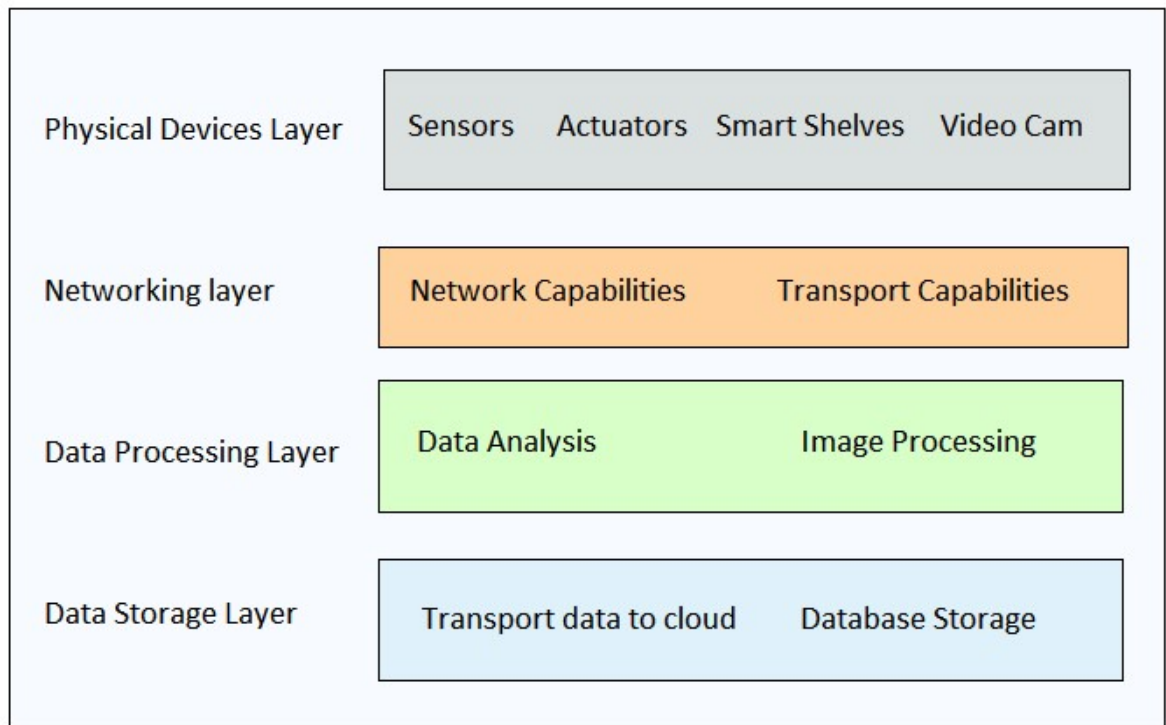 Physical Devices Layer
Sensors Actuators Smart Shelves Video Cam
Networking layer
Network Capabilities Transport Capabilities
Data Processing Layer
Data Analysis Image Processing
Data Storage Layer
Transport data to cloud Database Storage